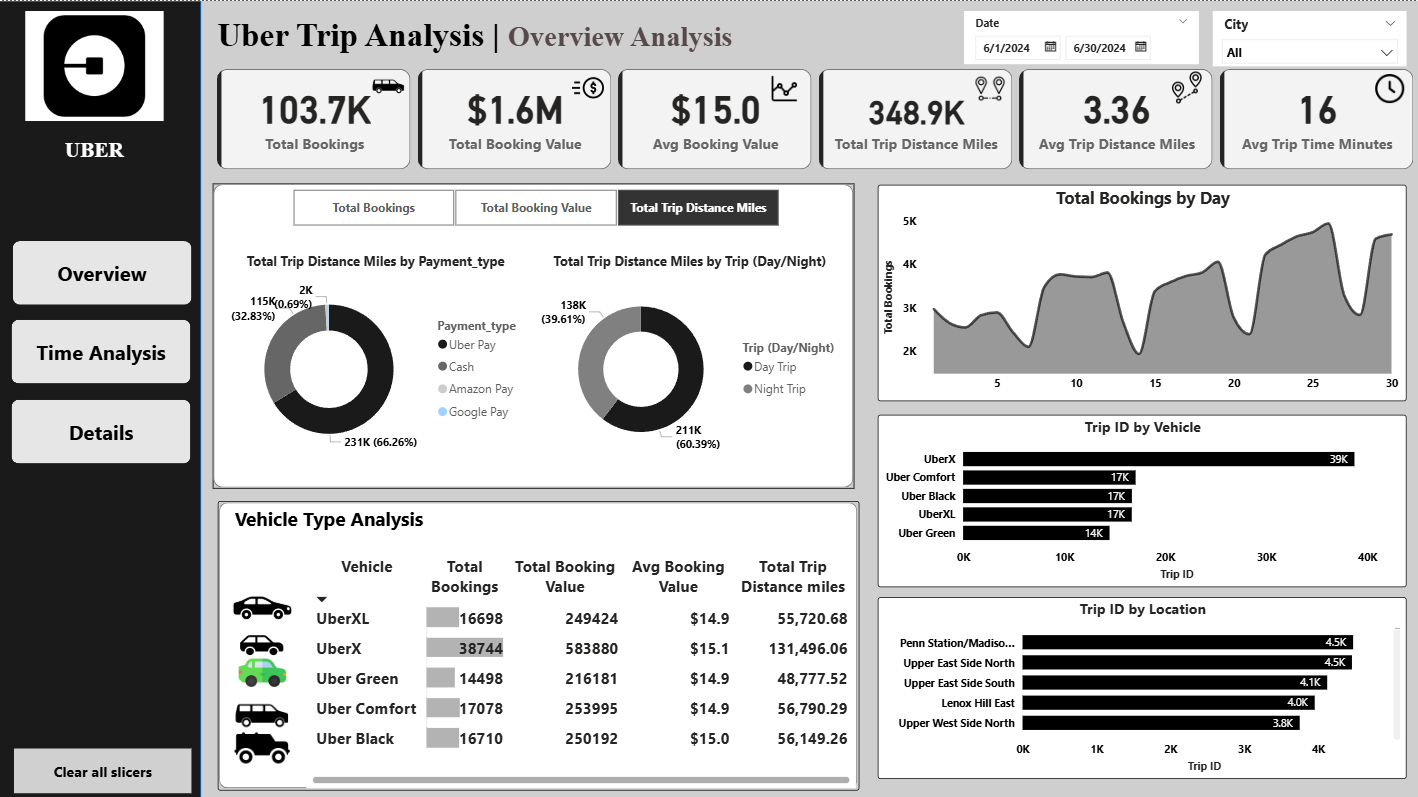 Uber Trip Analysis | Overview Analysis
Date
6/1/2024
6/30/2024
City
All
UBER
Overview
Time Analysis
Details
Clear all slicers
103.7K
Total Bookings
$1.6M
Total Booking Value
$15.0
Avg Booking Value
348.9K
Total Trip Distance Miles
3.36
Avg Trip Distance Miles
16
Avg Trip Time Minutes
Total Bookings
Total Booking Value
Total Trip Distance Miles
Total Trip Distance Miles by Payment_type
2K
(0.69%)
115K
(32.83%)
231K (66.26%)
Payment_type
Uber Pay
Cash
Amazon Pay
Google Pay
Total Trip Distance Miles by Trip (Day/Night)
138K
(39.61%)
211K
(60.39%)
Trip (Day/Night)
Day Trip
Night Trip
Total Bookings by Day
Total Bookings
5K
4K
3K
2K
5 10 15 20 25 30
Trip ID by Vehicle
UberX 39K
Uber Comfort 17K
Uber Black 17K
UberXL 17K
Uber Green 14K
0K 10K 20K 30K 40K
Trip ID
Vehicle Type Analysis
Vehicle Total Bookings Total Booking Value Avg Booking Value Total Trip Distance miles
UberXL 16698 249424 $14.9 55,720.68
UberX 38744 583880 $15.1 131,496.06
Uber Green 14498 216181 $14.9 48,777.52
Uber Comfort 17078 253995 $14.9 56,790.29
Uber Black 16710 250192 $15.0 56,149.26
Trip ID by Location
Penn Station/Madiso... 4.5K
Upper East Side North 4.5K
Upper East Side South 4.1K
Lenox Hill East 4.0K
Upper West Side North 3.8K
0K 1K 2K 3K 4K
Trip ID